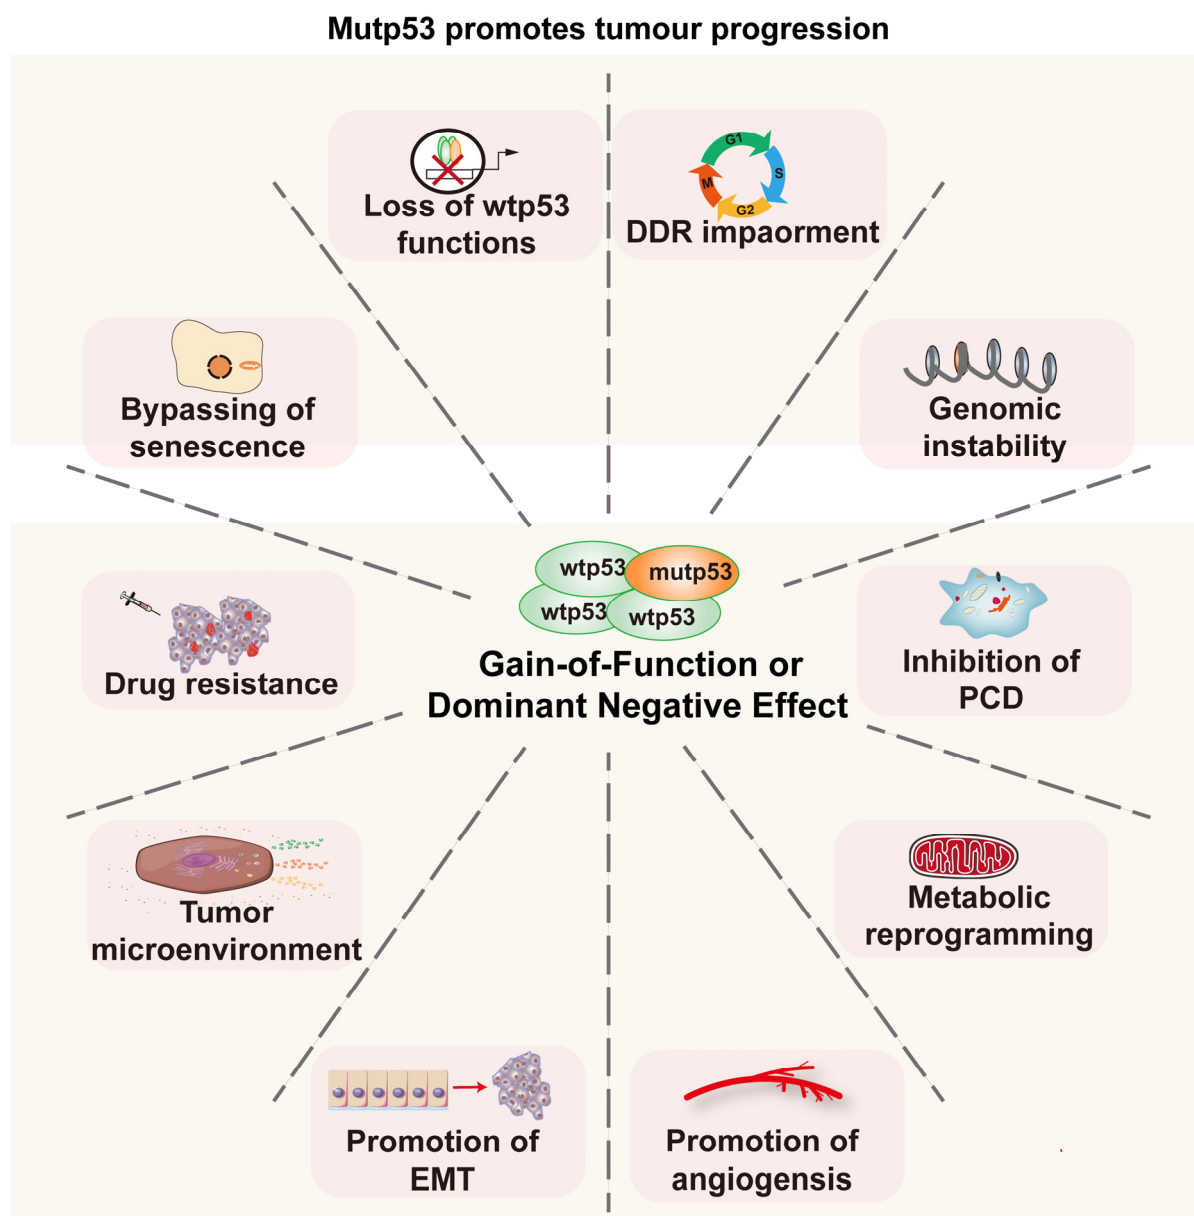 Mutp53 promotes tumour progression
Loss of wtp53
functions
G1
S
G2
M
DDR impaorment
Bypassing of
senescence
Genomic
instability
wtp53
mutp53
wtp53
wtp53
Gain-of-Function or
Dominant Negative Effect
Drug resistance
Inhibition of
PCD
Tumor
microenvironment
Metabolic
reprogramming
Promotion of
EMT
Promotion of
angiogensis